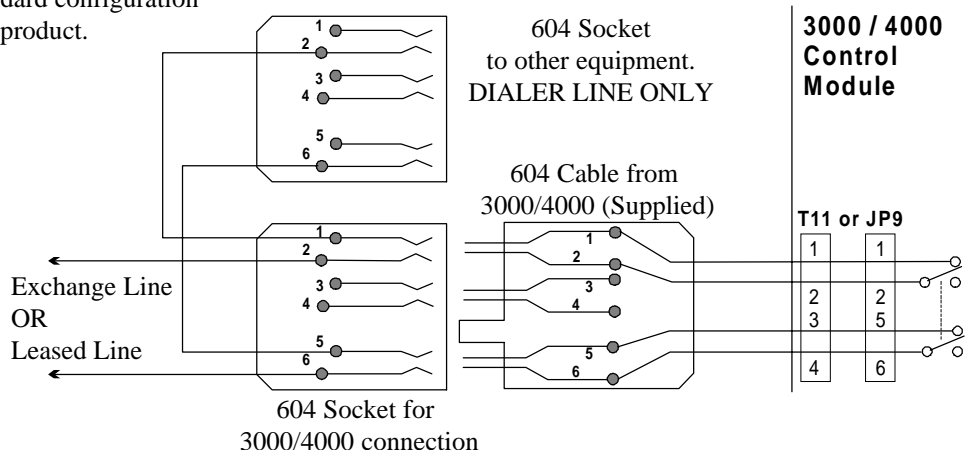 dard configuration
product.
1
2
3
4
5
6
604 Socket
to other equipment.
DIALER LINE ONLY
3000 / 4000
Control
Module
604 Cable from
3000/4000 (Supplied)
T11 or JP9
1
2
3
4
5
6
1
2
3
4
5
6
1 1
2 2
3 5
4 6
Exchange Line
OR
Leased Line
604 Socket for
3000/4000 connection